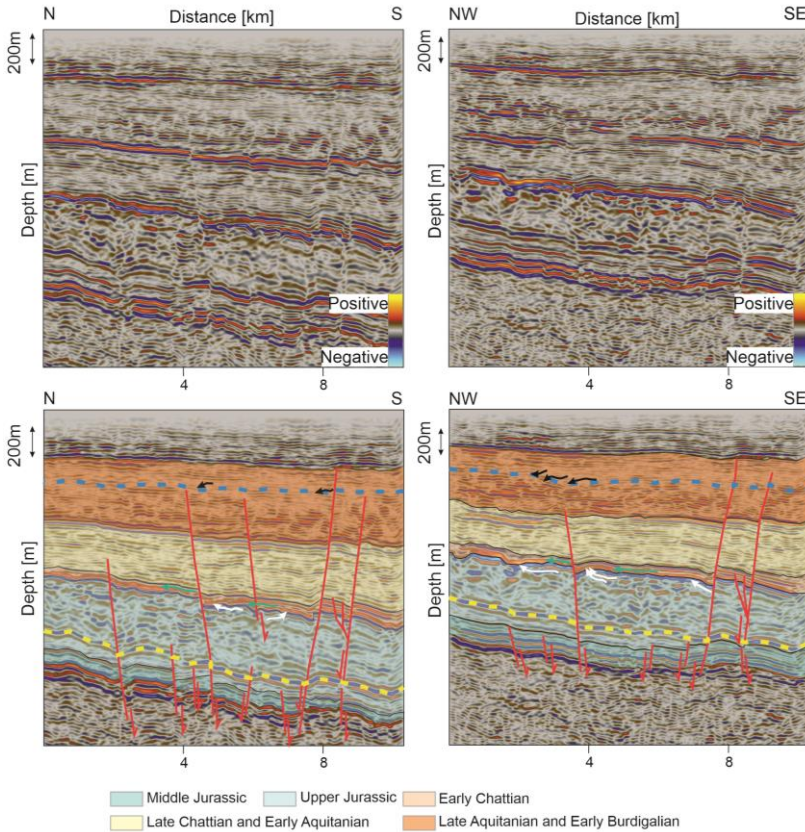 N Distance [km] S
NW Distance [km] SE
200m
200m
Depth [m]
Depth [m]
Positive
Negative
Positive
Negative
4 8
4 8
N S
NW SE
200m
200m
Depth [m]
Depth [m]
4 8
4 8
Middle Jurassic Upper Jurassic Early Chattian
Late Chattian and Early Aquitanian Late Aquitanian and Early Burdigalian